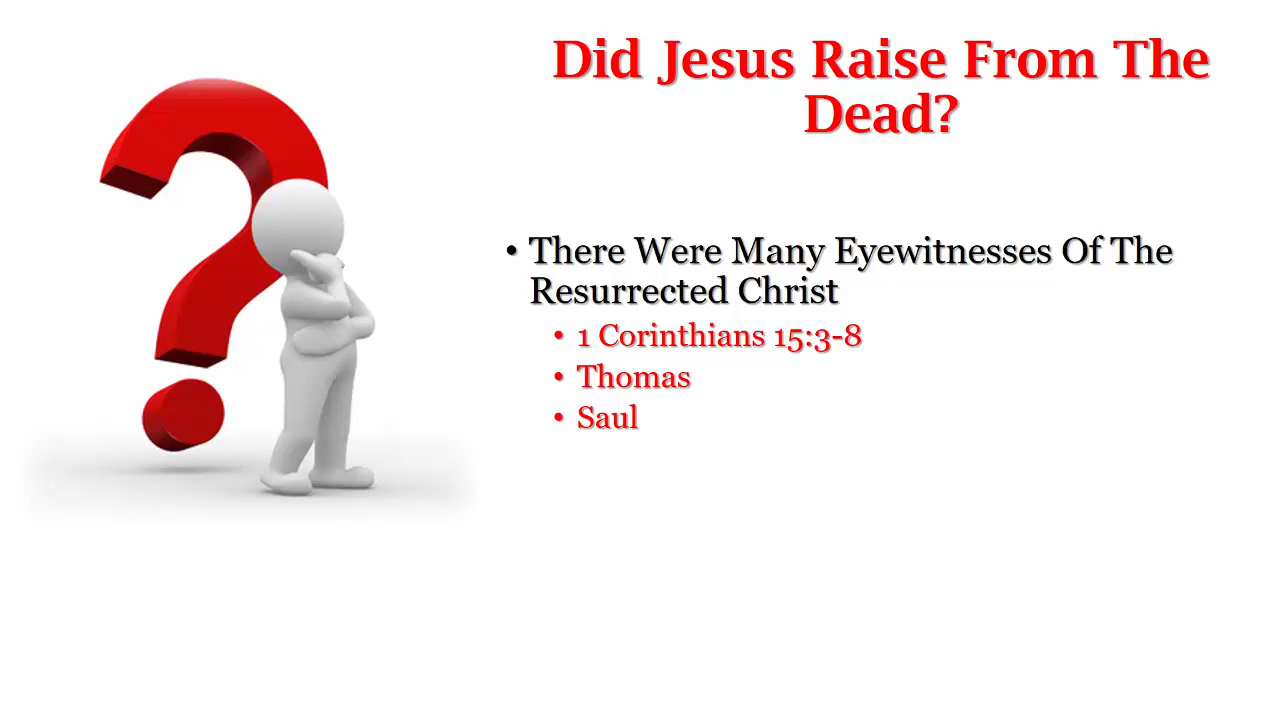 Did Jesus Raise From The
Dead?
• There Were Many Eyewitnesses Of The
Resurrected Christ
• 1 Corinthians 15:3-8
• Thomas
• Saul